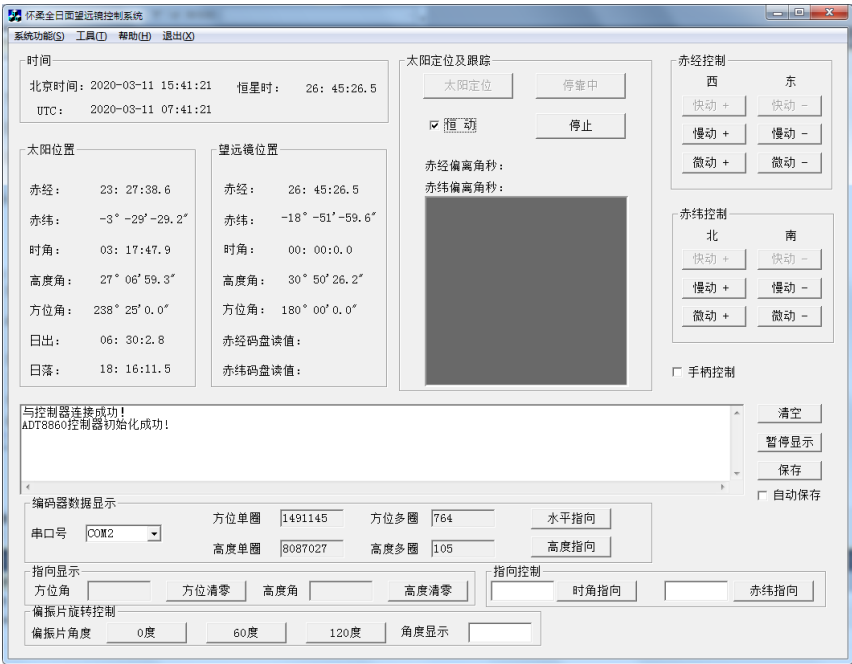 怀柔全日面望远镜控制系统
系统功能(S) 工具(T) 帮助(H) 退出(X)
时间
北京时间: 2020-03-11 15:41:21 恒星时: 26: 45:26.5
UTC: 2020-03-11 07:41:21
太阳位置
赤经: 23: 27:38.6
赤纬: -3° -29′-29.2″
时角: 03: 17:47.9
高度角: 27° 06′59.3″
方位角: 238° 25′0.0″
日出: 06: 30:2.8
日落: 18: 16:11.5
望远镜位置
赤经: 26: 45:26.5
赤纬: -18° -51′-59.6″
时角: 00: 00:0.0
高度角: 30° 50′26.2″
方位角: 180° 00′0.0″
赤经码盘读值:
赤纬码盘读值:
太阳定位及跟踪
太阳定位 停靠中
恒 动 停止
赤经偏离角秒:
赤纬偏离角秒:
赤经控制
西 东
快动 + 快动 -
慢动 + 慢动 -
微动 + 微动 -
赤纬控制
北 南
快动 + 快动 -
慢动 + 慢动 -
微动 + 微动 -
手柄控制
与控制器连接成功!
ADT8860控制器初始化成功!
清空
暂停显示
保存
自动保存
编码器数据显示
串口号 COM2
方位单圈 1491145 方位多圈 764 水平指向
高度单圈 8087027 高度多圈 105 高度指向
指向显示
方位角 方位清零 高度角 高度清零
指向控制
时角指向 赤纬指向
偏振片旋转控制
偏振片角度 0度 60度 120度 角度显示